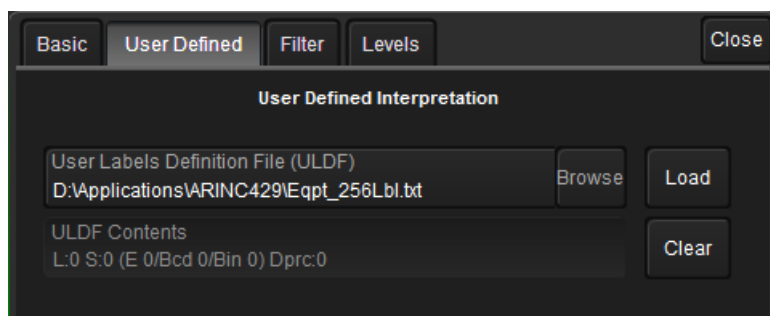 Basic User Defined Filter Levels Close
User Defined Interpretation
User Labels Definition File (ULDF)
D:\Applications\ARINC429\Eqpt_256Lbl.txt Browse Load
ULDF Contents
L:0 S:0 (E 0/Bcd 0/Bin 0) Dprc:0 Clear